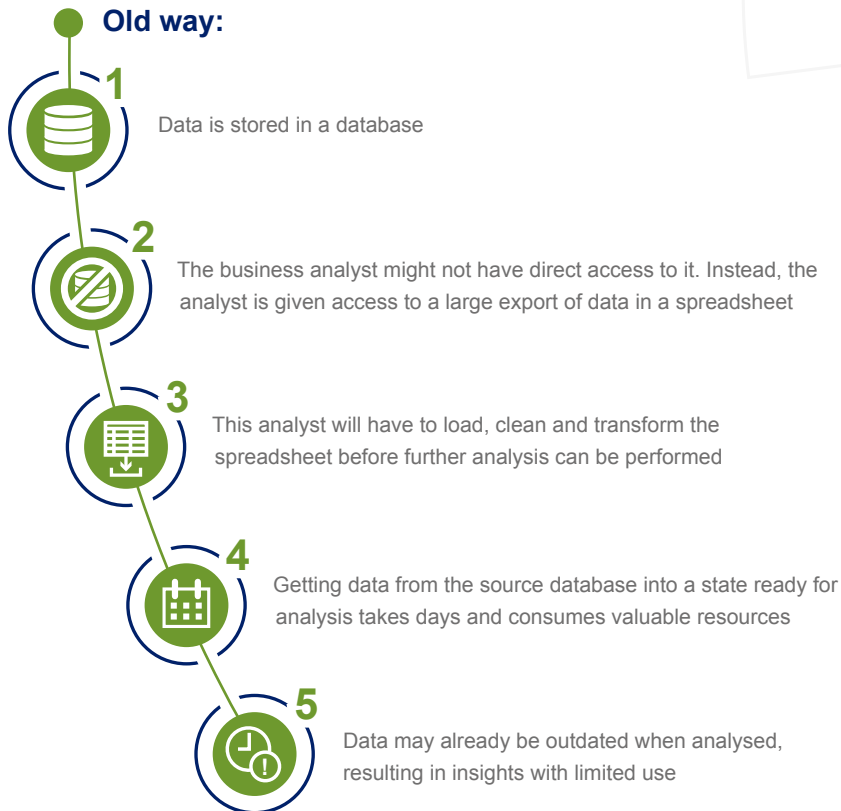 Old way:
1
Data is stored in a database
2
The business analyst might not have direct access to it. Instead, the
analyst is given access to a large export of data in a spreadsheet
3
This analyst will have to load, clean and transform the
spreadsheet before further analysis can be performed
4
Getting data from the source database into a state ready for
analysis takes days and consumes valuable resources
5
Data may already be outdated when analysed,
resulting in insights with limited use